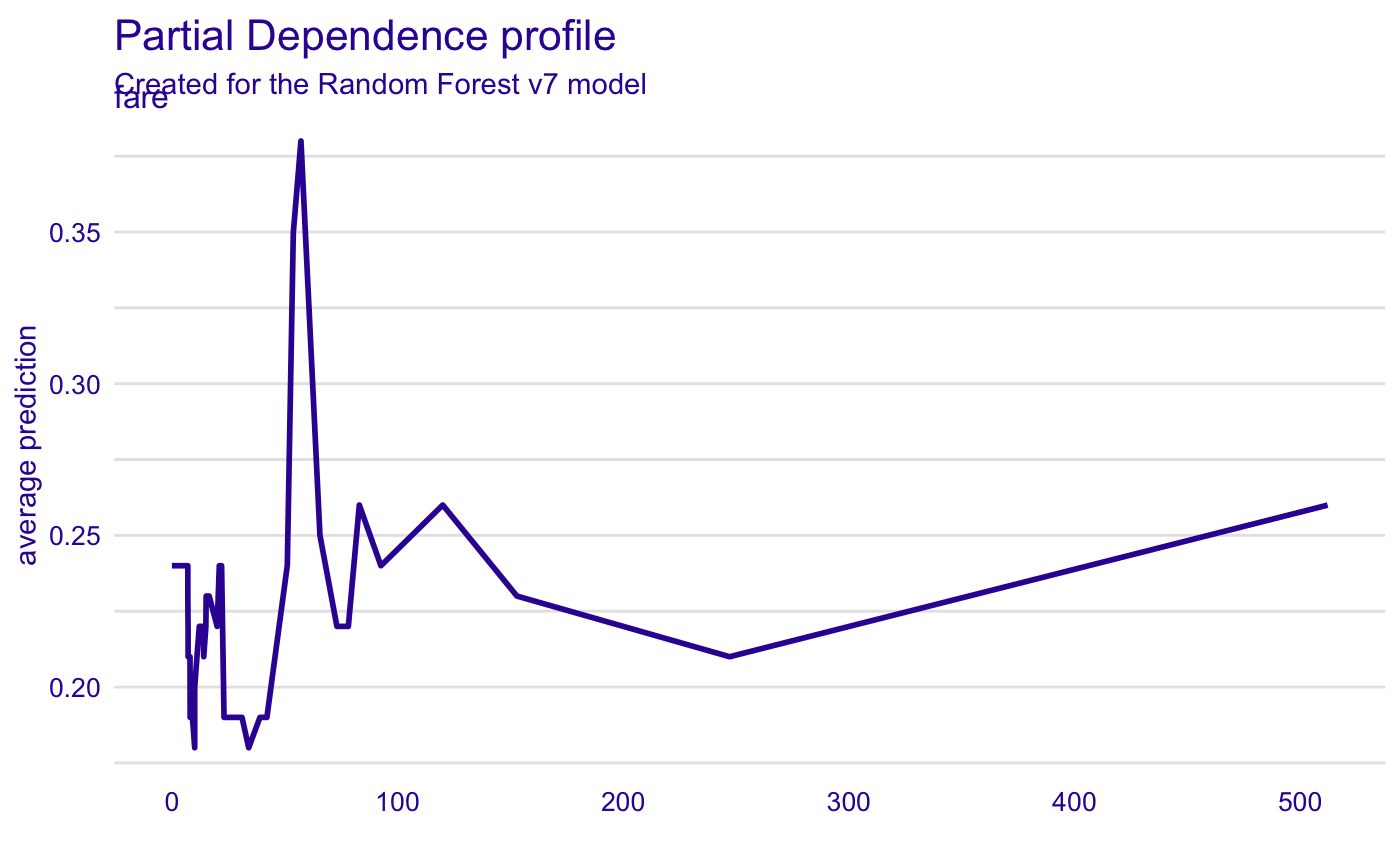 Partial Dependence profile
Created for the Random Forest v7 model
fare
average prediction
0.35
0.30
0.25
0.20
0 100 200 300 400 500